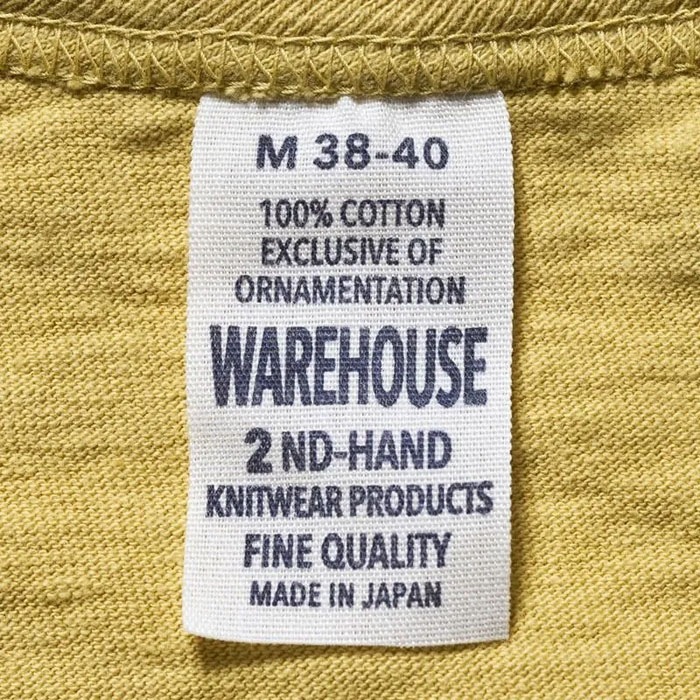 M 38-40
100% COTTON
EXCLUSIVE OF
ORNAMENTATION
WAREHOUSE
2 ND-HAND
KNITWEAR PRODUCTS
FINE QUALITY
MADE IN JAPAN